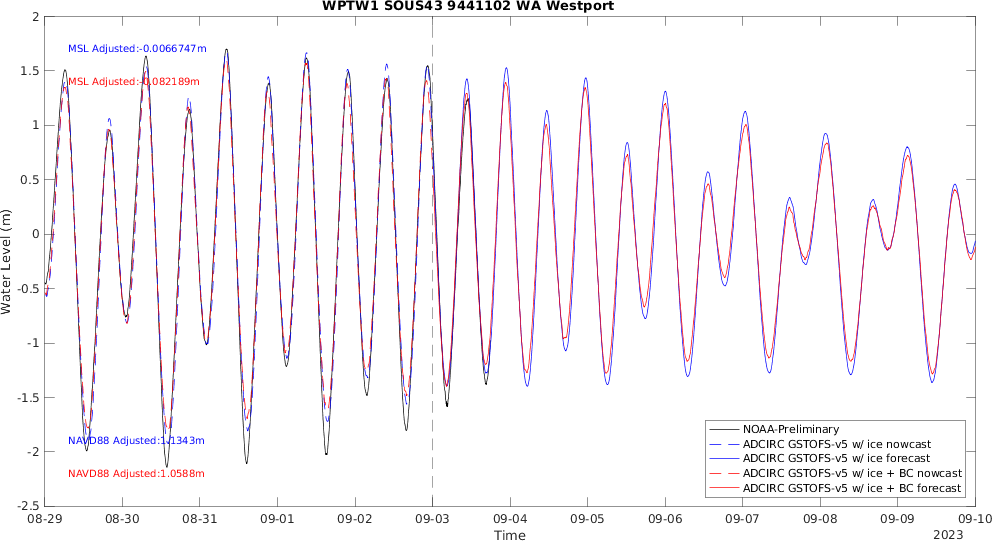 WPTW1 SOUS43 9441102 WA Westport
2
1.5
1
0.5
0
-0.5
-1
-1.5
-2
-2.5
Water Level (m)
MSL Adjusted:-0.0066747m
MSL Adjusted:-0.082189m
NAVD88 Adjusted:1.1343m
NAVD88 Adjusted:1.0588m
NOAA-Preliminary
ADCIRC GSTOFS-v5 w/ ice nowcast
ADCIRC GSTOFS-v5 w/ ice forecast
ADCIRC GSTOFS-v5 w/ ice + BC nowcast
ADCIRC GSTOFS-v5 w/ ice + BC forecast
08-29 08-30 08-31 09-01 09-02 09-03 09-04 09-05 09-06 09-07 09-08 09-09 09-10
Time
2023